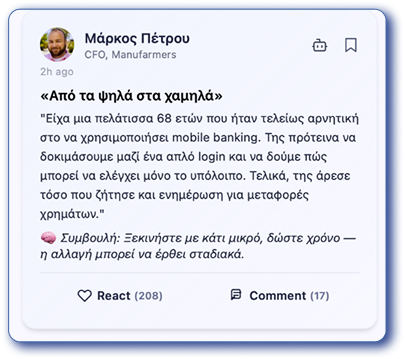 Μάρκος Πέτρου
CFO, Manufarmers
2h ago
«Από τα ψηλά στα χαμηλά»
"Είχα μια πελάτισσα 68 ετών που ήταν τελείως αρνητική
στο να χρησιμοποιήσει mobile banking. Της πρότεινα να
δοκιμάσουμε μαζί ένα απλό login και να δούμε πώς
μπορεί να ελέγχει μόνο το υπόλοιπο. Τελικά, της άρεσε
τόσο που ζήτησε και ενημέρωση για μεταφορές
χρημάτων."
🧠 Συμβουλή: Ξεκινήστε με κάτι μικρό, δώστε χρόνο —
η αλλαγή μπορεί να έρθει σταδιακά.
React (208)
Comment (17)